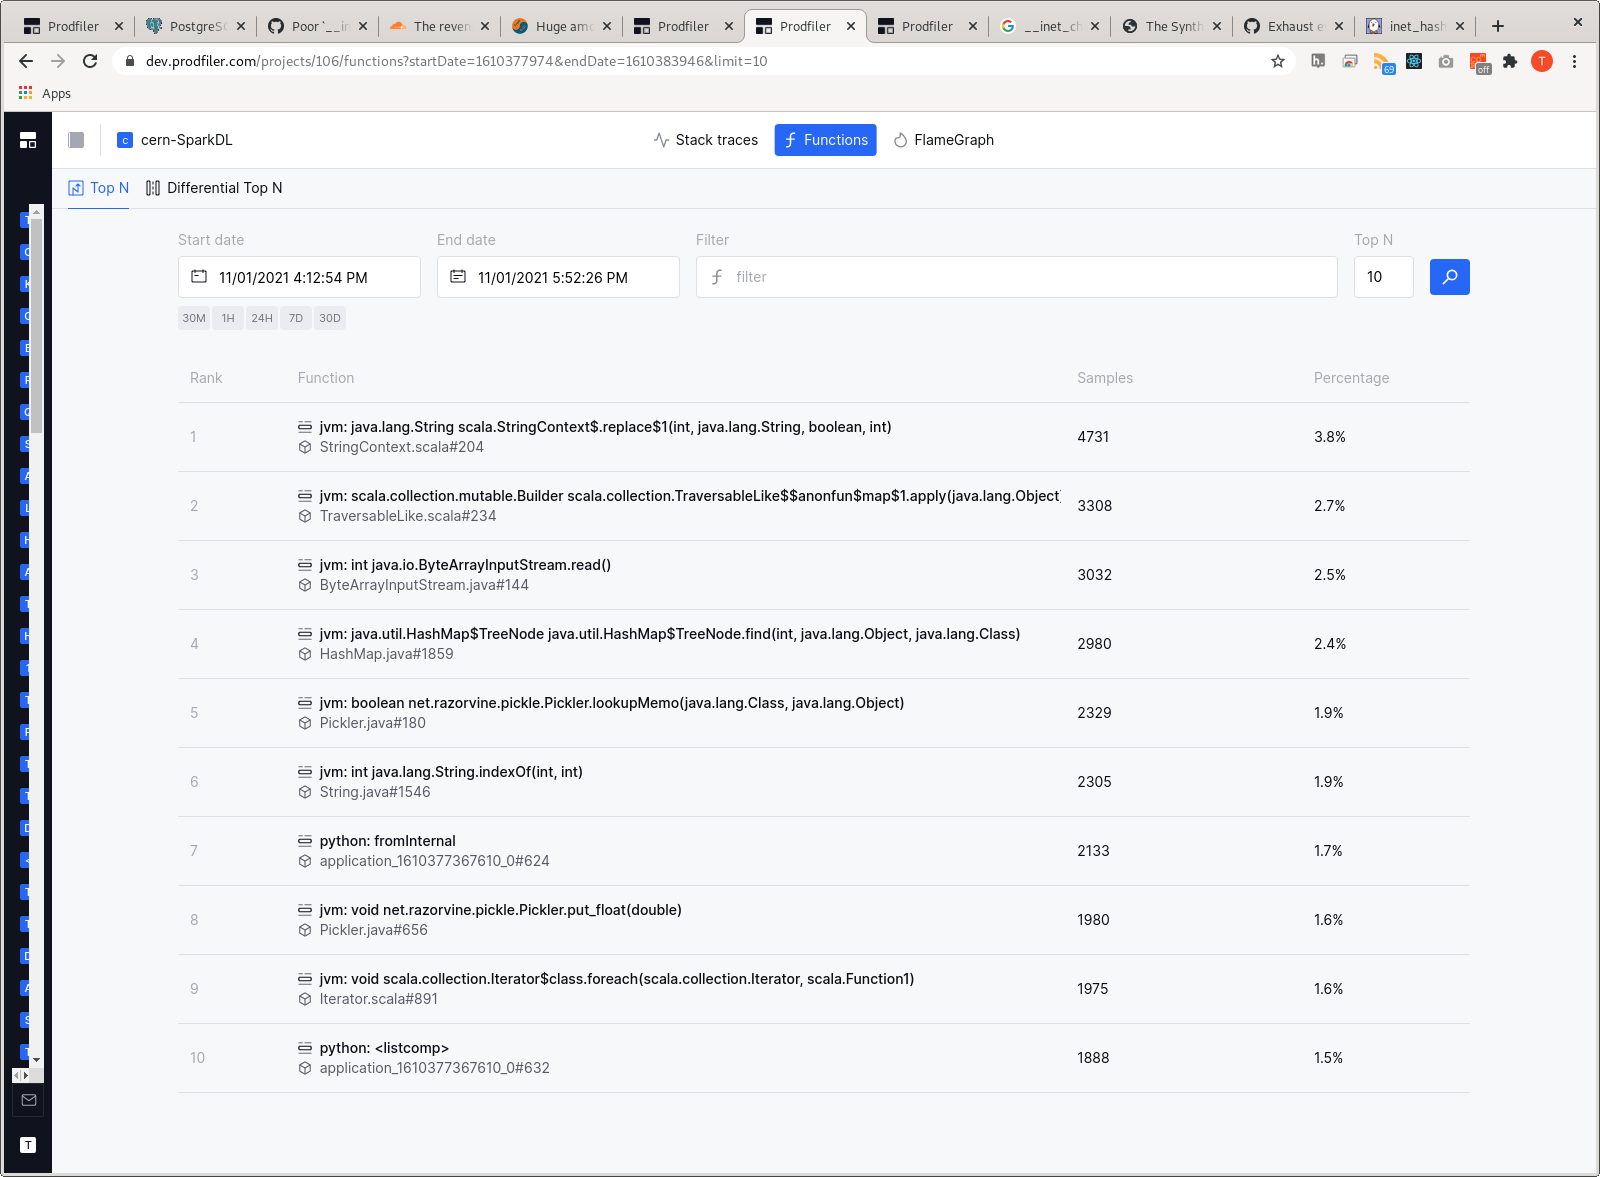 Prodfiler
PostgreS
Poor `__in
The reven
Huge amo
Prodfiler
Prodfiler
Prodfiler
__inet_ch
The Synth
Exhaust e
inet_hash
dev.prodfiler.com/projects/106/functions?startDate=1610377974&endDate=1610383946&limit=10
69
off
T
Apps
c cern-SparkDL
Stack traces
Functions
FlameGraph
Top N
Differential Top N
Start date
End date
Filter
Top N
11/01/2021 4:12:54 PM
11/01/2021 5:52:26 PM
filter
10
30M 1H 24H 7D 30D
Rank Function Samples Percentage
1 jvm: java.lang.String scala.StringContext$.replace$1(int, java.lang.String, boolean, int) 4731 3.8%
StringContext.scala#204
2 jvm: scala.collection.mutable.Builder scala.collection.TraversableLike$$anonfun$map$1.apply(java.lang.Object) 3308 2.7%
TraversableLike.scala#234
3 jvm: int java.io.ByteArrayInputStream.read() 3032 2.5%
ByteArrayInputStream.java#144
4 jvm: java.util.HashMap$TreeNode java.util.HashMap$TreeNode.find(int, java.lang.Object, java.lang.Class) 2980 2.4%
HashMap.java#1859
5 jvm: boolean net.razorvine.pickle.Pickler.lookupMemo(java.lang.Class, java.lang.Object) 2329 1.9%
Pickler.java#180
6 jvm: int java.lang.String.indexOf(int, int) 2305 1.9%
String.java#1546
7 python: fromInternal 2133 1.7%
application_1610377367610_0#624
8 jvm: void net.razorvine.pickle.Pickler.put_float(double) 1980 1.6%
Pickler.java#656
9 jvm: void scala.collection.Iterator$class.foreach(scala.collection.Iterator, scala.Function1) 1975 1.6%
Iterator.scala#891
10 python: <listcomp> 1888 1.5%
application_1610377367610_0#632
T